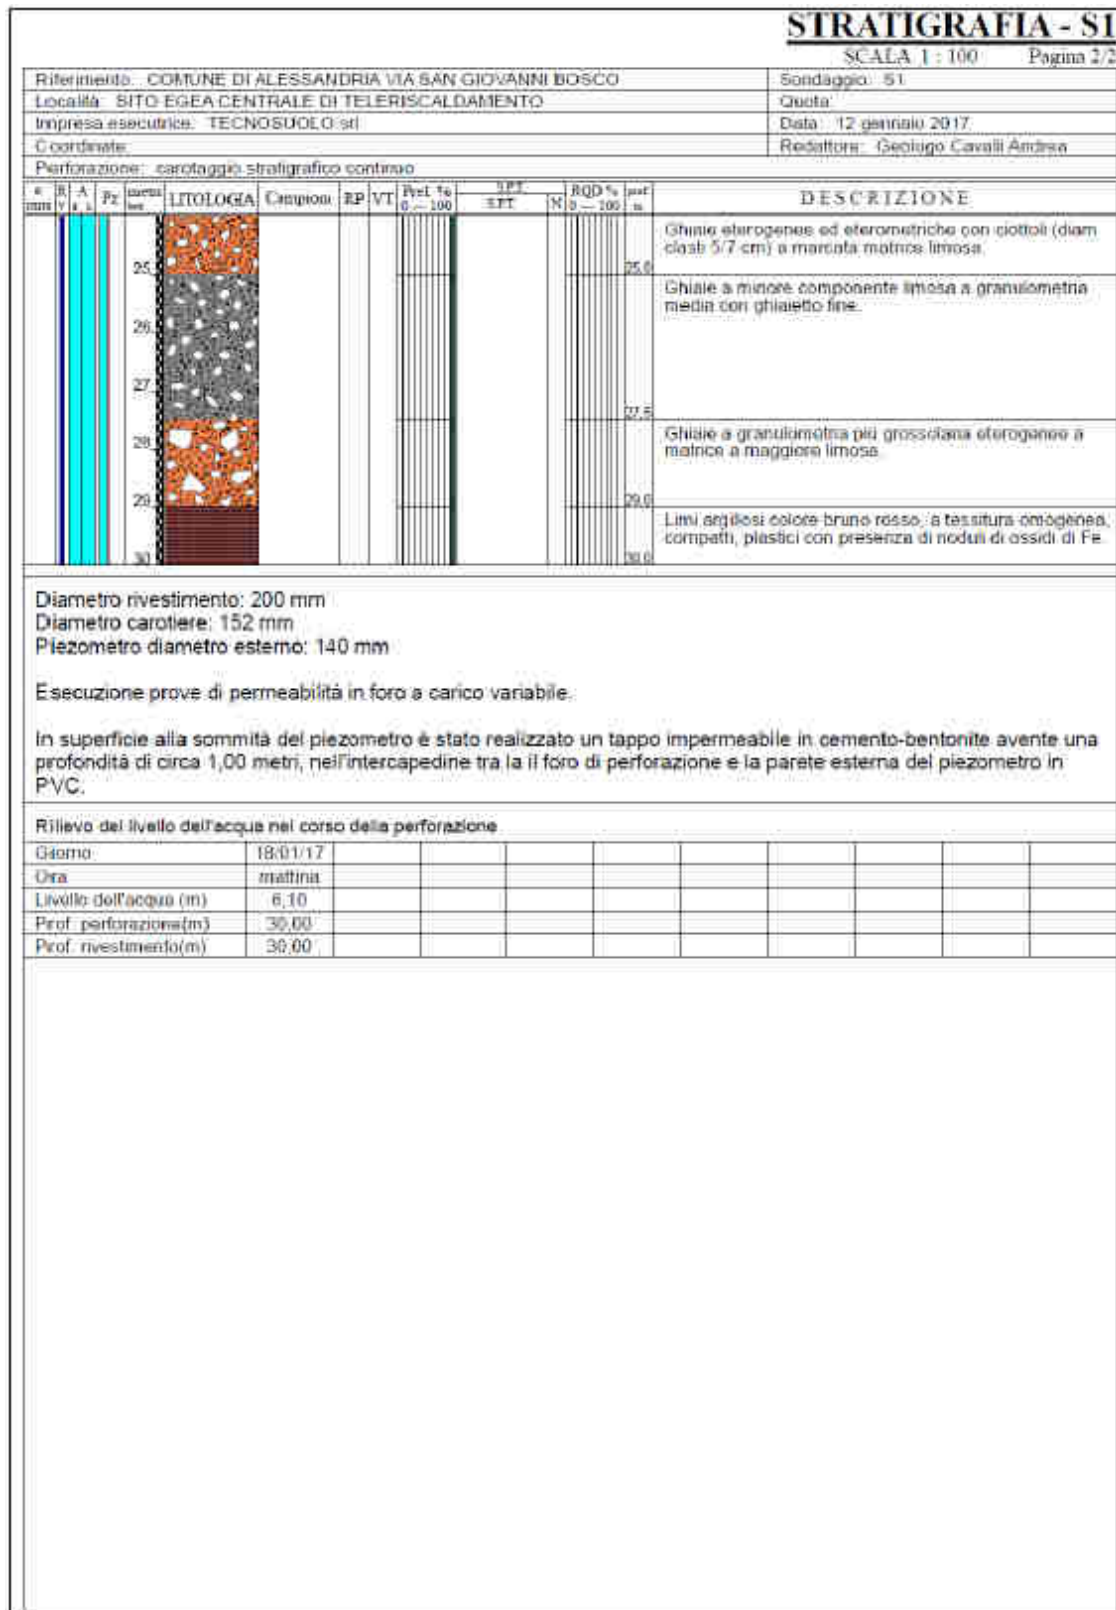 STRATIGRAFIA - S1
SCALA 1 : 100 Pagina 2/2
Riferimento: COMUNE DI ALESSANDRIA VIA SAN GIOVANNI BOSCO
Sondaggio: S1
Località: SITO EGEA CENTRALE DI TELERISCALDAMENTO
Quota:
Impresa esecutrice: TECNOSUOLO srl
Data: 12 gennaio 2017
Coordinate:
Redattore: Geologo Cavalli Andrea
Perforazione: carotaggio stratigrafico continuo
ø mm R v A Pz metri LITOLOGIA Campioni RP VT Prel. % 0 --- 100 S.P.T. S.P.T. N RQD % 0 --- 100 prof. m DESCRIZIONE
Ghiaie eterogenee ed eterometriche con ciottoli (diam
clasti 5/7 cm) a marcata matrice limosa.
25 25,0
Ghiaie a minore componente limosa a granulometria
media con ghiaietto fine.
26
27
27,5
Ghiaie a granulometria più grossolana eterogenee a
matrice a maggiore limosa.
28
29 29,0
Limi argillosi colore bruno rosso, a tessitura omogenea,
compatti, plastici con presenza di noduli di ossidi di Fe.
30 30,0
Diametro rivestimento: 200 mm
Diametro carotiere: 152 mm
Piezometro diametro esterno: 140 mm
Esecuzione prove di permeabilità in foro a carico variabile.
In superficie alla sommità del piezometro è stato realizzato un tappo impermeabile in cemento-bentonite avente una
profondità di circa 1,00 metri, nell'intercapedine tra la il foro di perforazione e la parete esterna del piezometro in
PVC.
Rilievo del livello dell'acqua nel corso della perforazione
Giorno 18/01/17
Ora mattina
Livello dell'acqua (m) 6,10
Prof. perforazione(m) 30,00
Prof. rivestimento(m) 30,00